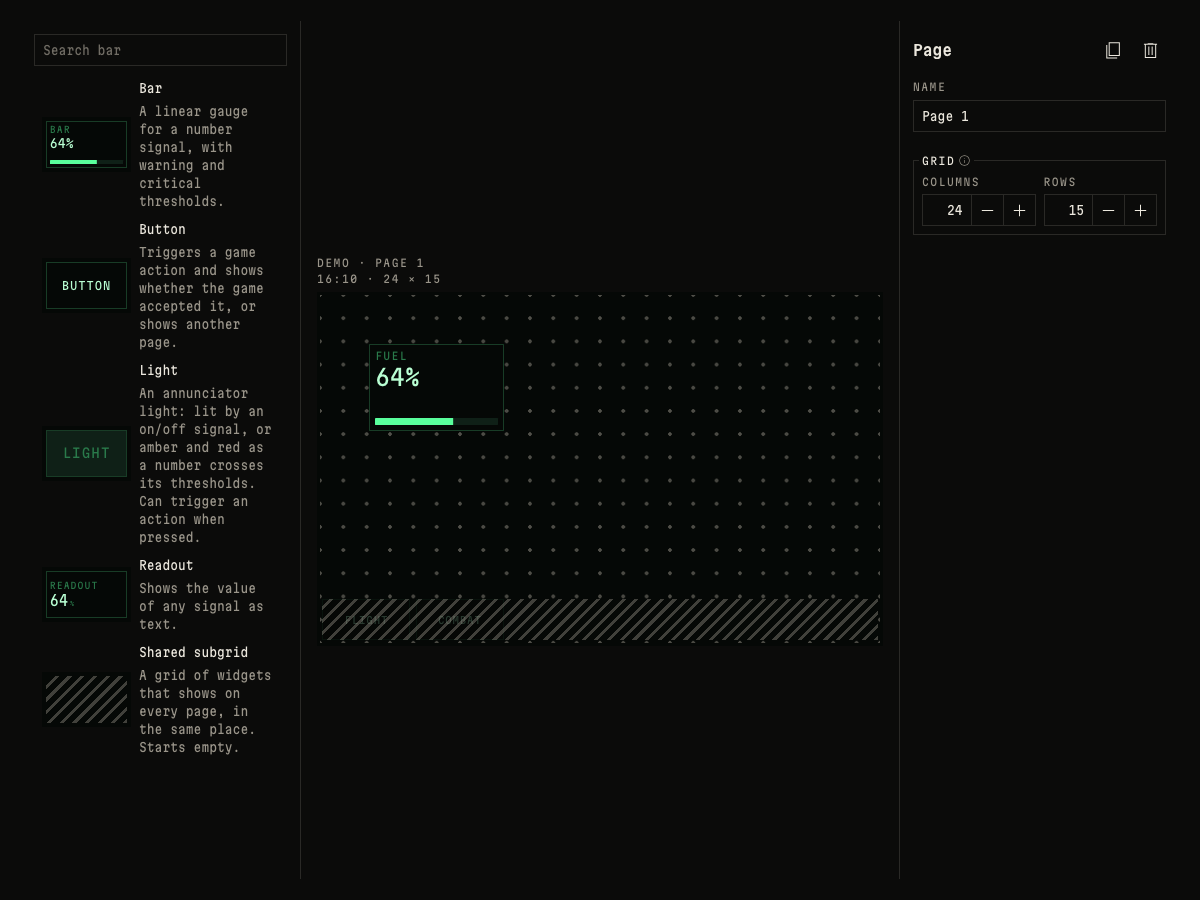 Search bar
Bar
A linear gauge
for a number
signal, with
warning and
critical
thresholds.
BAR
64%
Button
Triggers a game
action and shows
whether the game
accepted it, or
shows another
page.
BUTTON
Light
An annunciator
light: lit by an
on/off signal, or
amber and red as
a number crosses
its thresholds.
Can trigger an
action when
pressed.
LIGHT
Readout
Shows the value
of any signal as
text.
READOUT
64%
Shared subgrid
A grid of widgets
that shows on
every page, in
the same place.
Starts empty.
DEMO · PAGE 1
16:10 · 24 × 15
FUEL
64%
FLIGHT
COMBAT
Page
NAME
Page 1
GRID
COLUMNS
ROWS
24
15